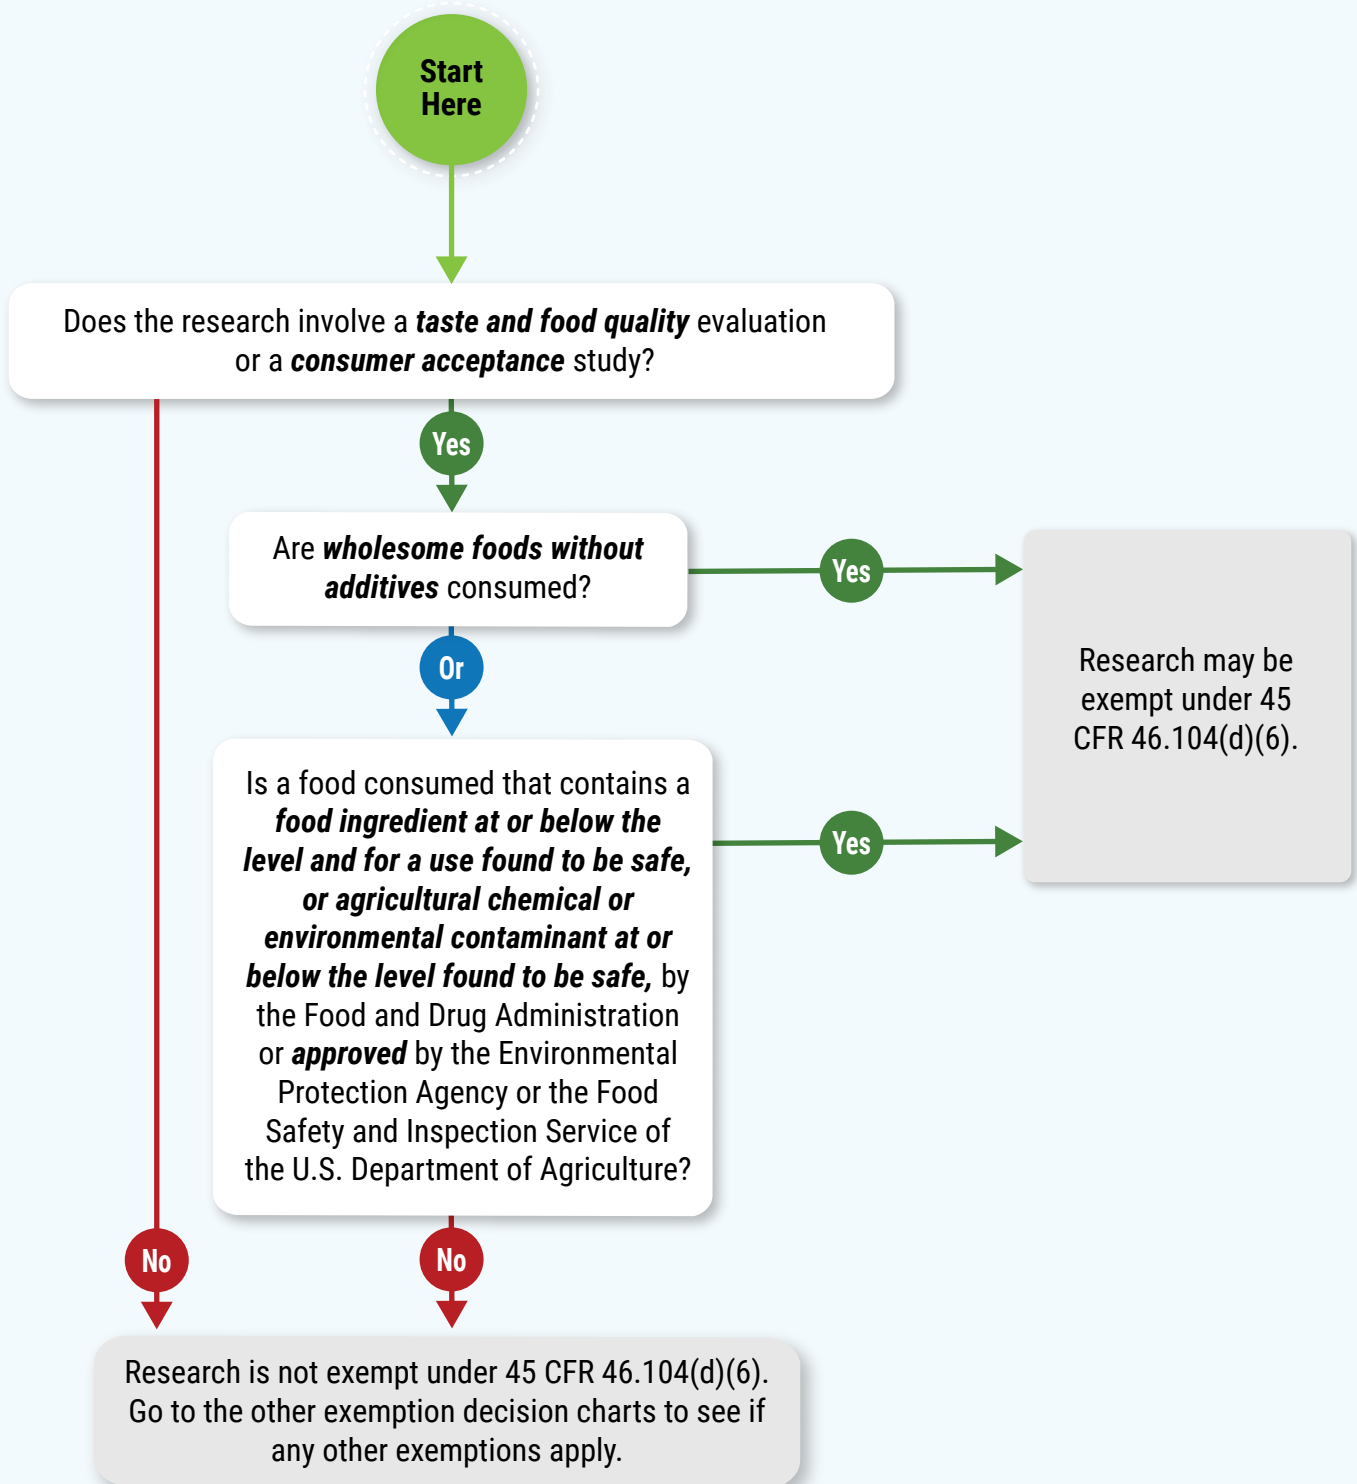 Start
Here
Does the research involve a taste and food quality evaluation
or a consumer acceptance study?
Yes
Are wholesome foods without
additives consumed?
Yes
Or
Research may be
exempt under 45
CFR 46.104(d)(6).
Is a food consumed that contains a
food ingredient at or below the
level and for a use found to be safe,
or agricultural chemical or
environmental contaminant at or
below the level found to be safe, by
the Food and Drug Administration
or approved by the Environmental
Protection Agency or the Food
Safety and Inspection Service of
the U.S. Department of Agriculture?
Yes
No
No
Research is not exempt under 45 CFR 46.104(d)(6).
Go to the other exemption decision charts to see if
any other exemptions apply.